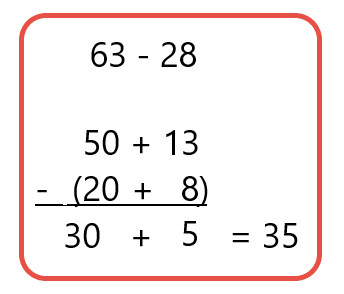 63 - 28
50 + 13
- (20 + 8)
30 + 5 = 35